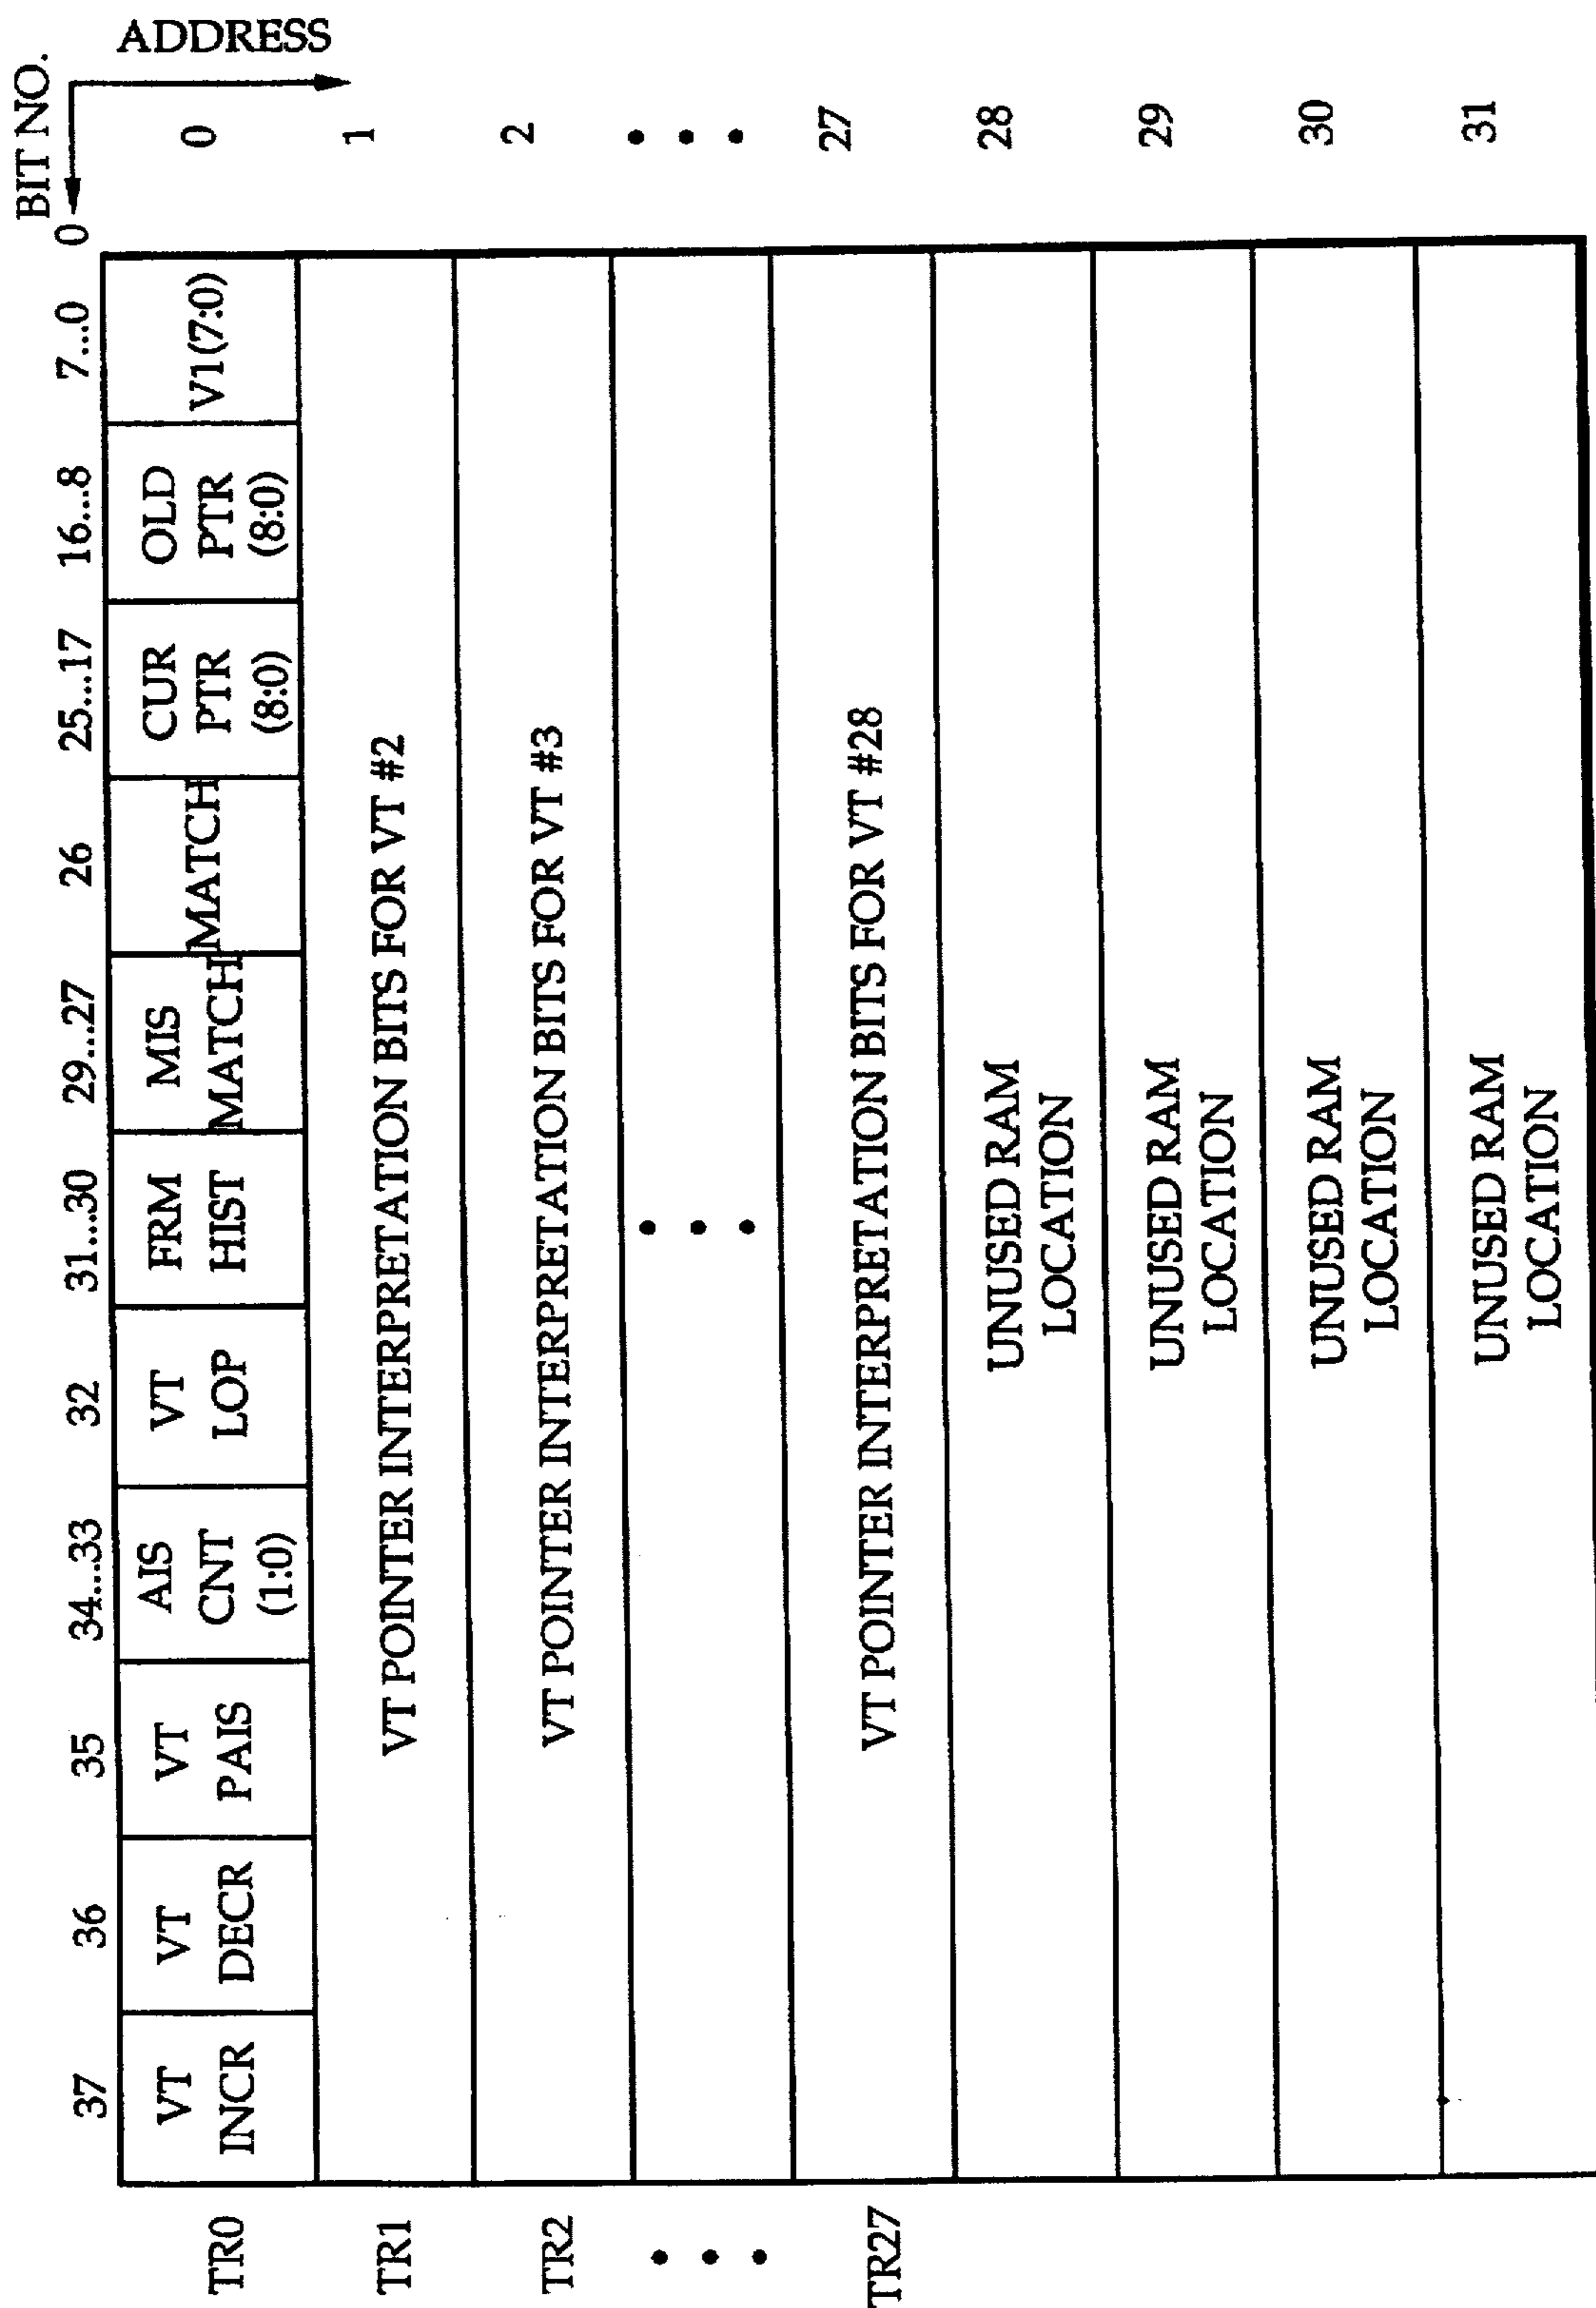 BIT NO.
ADDRESS
37 36 35 34...33 32 31...30 29...27 26 25...17 16...8 7...0 0
TR0
VT
INCR
VT
DECR
VT
PAIS
AIS
CNT
(1:0)
VT
LOP
FRM
HIST
MIS
MATCH
MATCH
CUR
PTR
(8:0)
OLD
PTR
(8:0)
V1(7:0)
0
TR1 VT POINTER INTERPRETATION BITS FOR VT #2 1
TR2 VT POINTER INTERPRETATION BITS FOR VT #3 2
• • • • • • • • •
TR27 VT POINTER INTERPRETATION BITS FOR VT #28 27
UNUSED RAM
LOCATION
28
UNUSED RAM
LOCATION
29
UNUSED RAM
LOCATION
30
UNUSED RAM
LOCATION
31